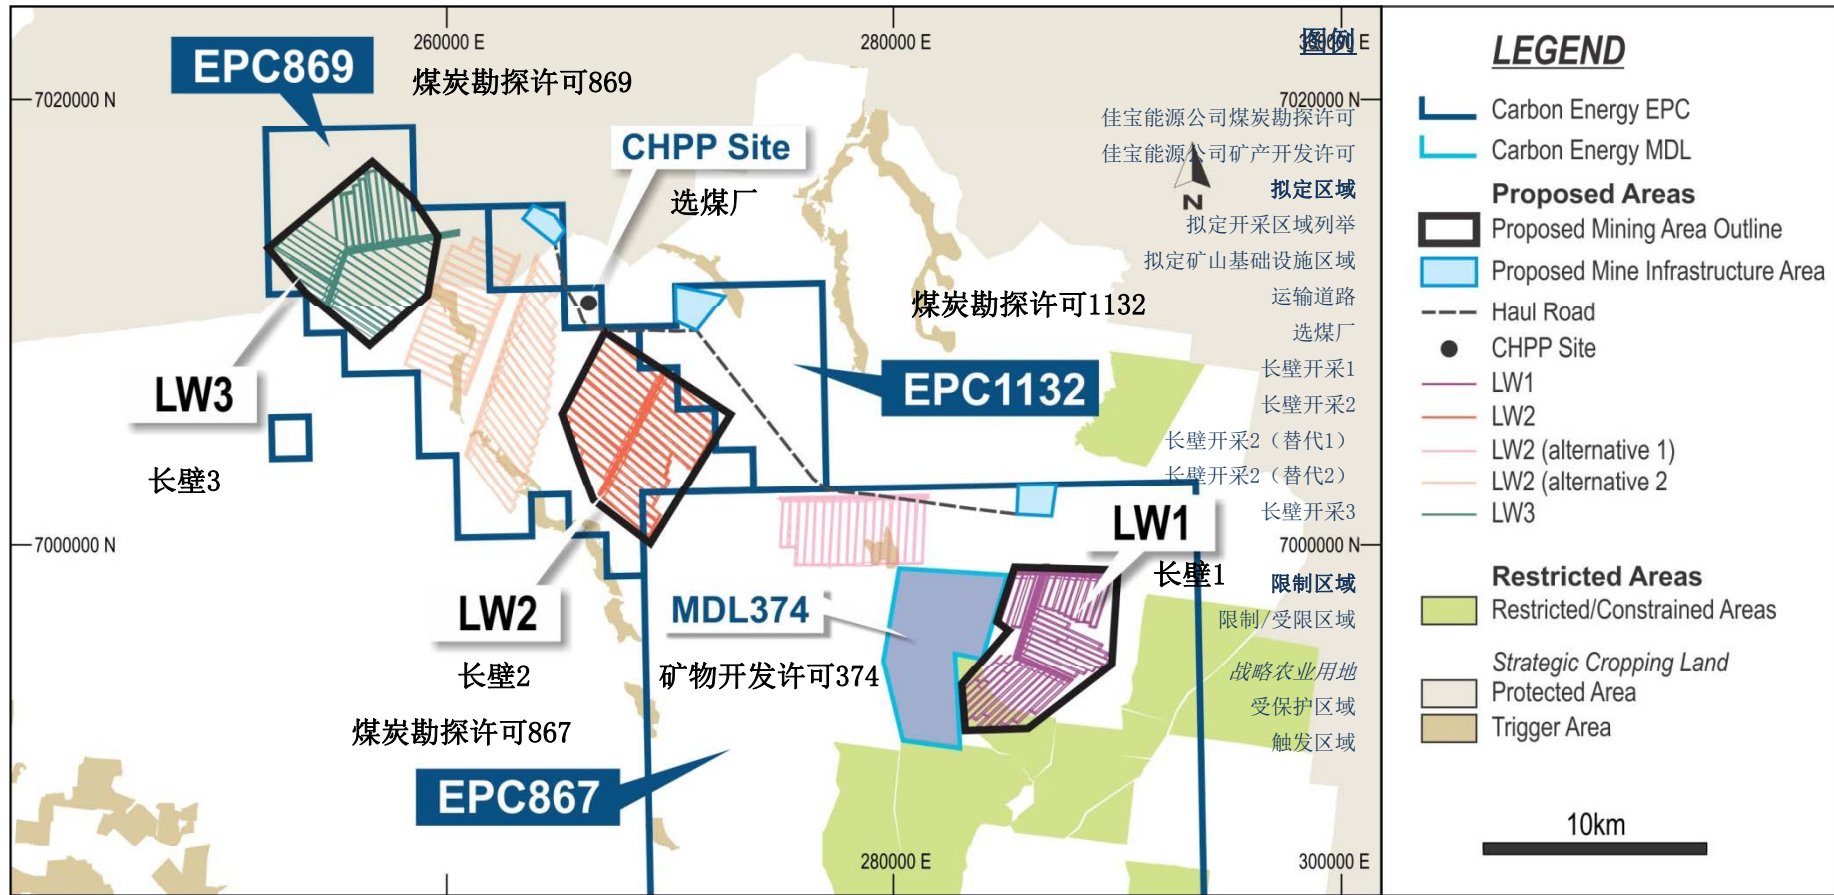 260000 E
280000 E
300000 E
图例
LEGEND
EPC869
煤炭勘探许可869
7020000 N
7020000 N
佳宝能源公司煤炭勘探许可
Carbon Energy EPC
CHPP Site
选煤厂
佳宝能源公司矿产开发许可
Carbon Energy MDL
N
拟定区域
Proposed Areas
拟定开采区域列举
Proposed Mining Area Outline
拟定矿山基础设施区域
Proposed Mine Infrastructure Area
煤炭勘探许可1132
运输道路
Haul Road
选煤厂
CHPP Site
EPC1132
长壁开采1
LW1
LW3
长壁开采2
LW2
长壁3
长壁开采2（替代1）
LW2 (alternative 1)
长壁开采2（替代2）
LW2 (alternative 2
长壁开采3
LW3
LW1
长壁1
7000000 N
7000000 N
限制区域
Restricted Areas
LW2
长壁2
MDL374
矿物开发许可374
限制/受限区域
Restricted/Constrained Areas
战略农业用地
Strategic Cropping Land
受保护区域
Protected Area
煤炭勘探许可867
触发区域
Trigger Area
EPC867
10km
280000 E
300000 E